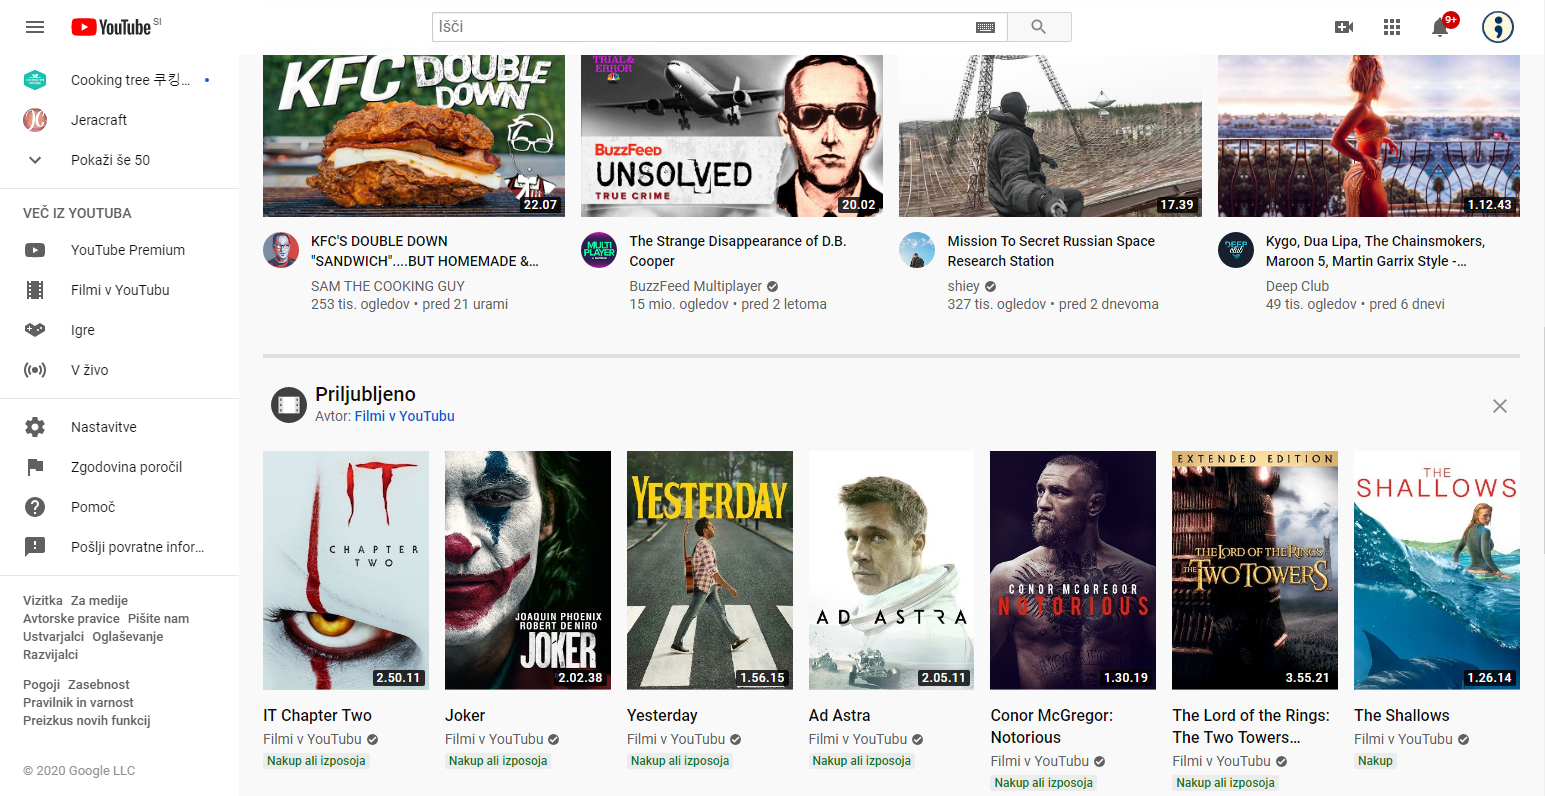 YouTube SI
Išči
9+
Cooking tree 쿠킹...
Jeracraft
Pokaži še 50
VEČ IZ YOUTUBA
YouTube Premium
Filmi v YouTubu
Igre
V živo
Nastavitve
Zgodovina poročil
Pomoč
Pošlji povratne infor...
Vizitka Za medije
Avtorske pravice Pišite nam
Ustvarjalci Oglaševanje
Razvijalci
Pogoji Zasebnost
Pravilnik in varnost
Preizkus novih funkcij
© 2020 Google LLC
KFC DOUBLE
DOWN
22.07
KFC'S DOUBLE DOWN
"SANDWICH"....BUT HOMEMADE &...
SAM THE COOKING GUY
253 tis. ogledov • pred 21 urami
TRIAL &
ERROR
BUZZFEED
UNSOLVED
TRUE CRIME
20.02
MULTI
PLAYER
The Strange Disappearance of D.B.
Cooper
BuzzFeed Multiplayer
15 mio. ogledov • pred 2 letoma
17.39
Mission To Secret Russian Space
Research Station
shiey
327 tis. ogledov • pred 2 dnevoma
1.12.43
DEEP
club
Kygo, Dua Lipa, The Chainsmokers,
Maroon 5, Martin Garrix Style -...
Deep Club
49 tis. ogledov • pred 6 dnevi
Priljubljeno
Avtor: Filmi v YouTubu
IT
CHAPTER
TWO
2.50.11
IT Chapter Two
Filmi v YouTubu
Nakup ali izposoja
JOAQUIN PHOENIX
ROBERT DE NIRO
JOKER
2.02.38
Joker
Filmi v YouTubu
Nakup ali izposoja
YESTERDAY
1.56.15
Yesterday
Filmi v YouTubu
Nakup ali izposoja
AD ASTRA
2.05.11
Ad Astra
Filmi v YouTubu
Nakup ali izposoja
CONOR MCGREGOR
NOTORIOUS
1.30.19
Conor McGregor:
Notorious
Filmi v YouTubu
Nakup ali izposoja
EXTENDED EDITION
THE LORD OF THE RINGS
THE TWO TOWERS
3.55.21
The Lord of the Rings:
The Two Towers...
Filmi v YouTubu
Nakup ali izposoja
THE
SHALLOWS
1.26.14
The Shallows
Filmi v YouTubu
Nakup